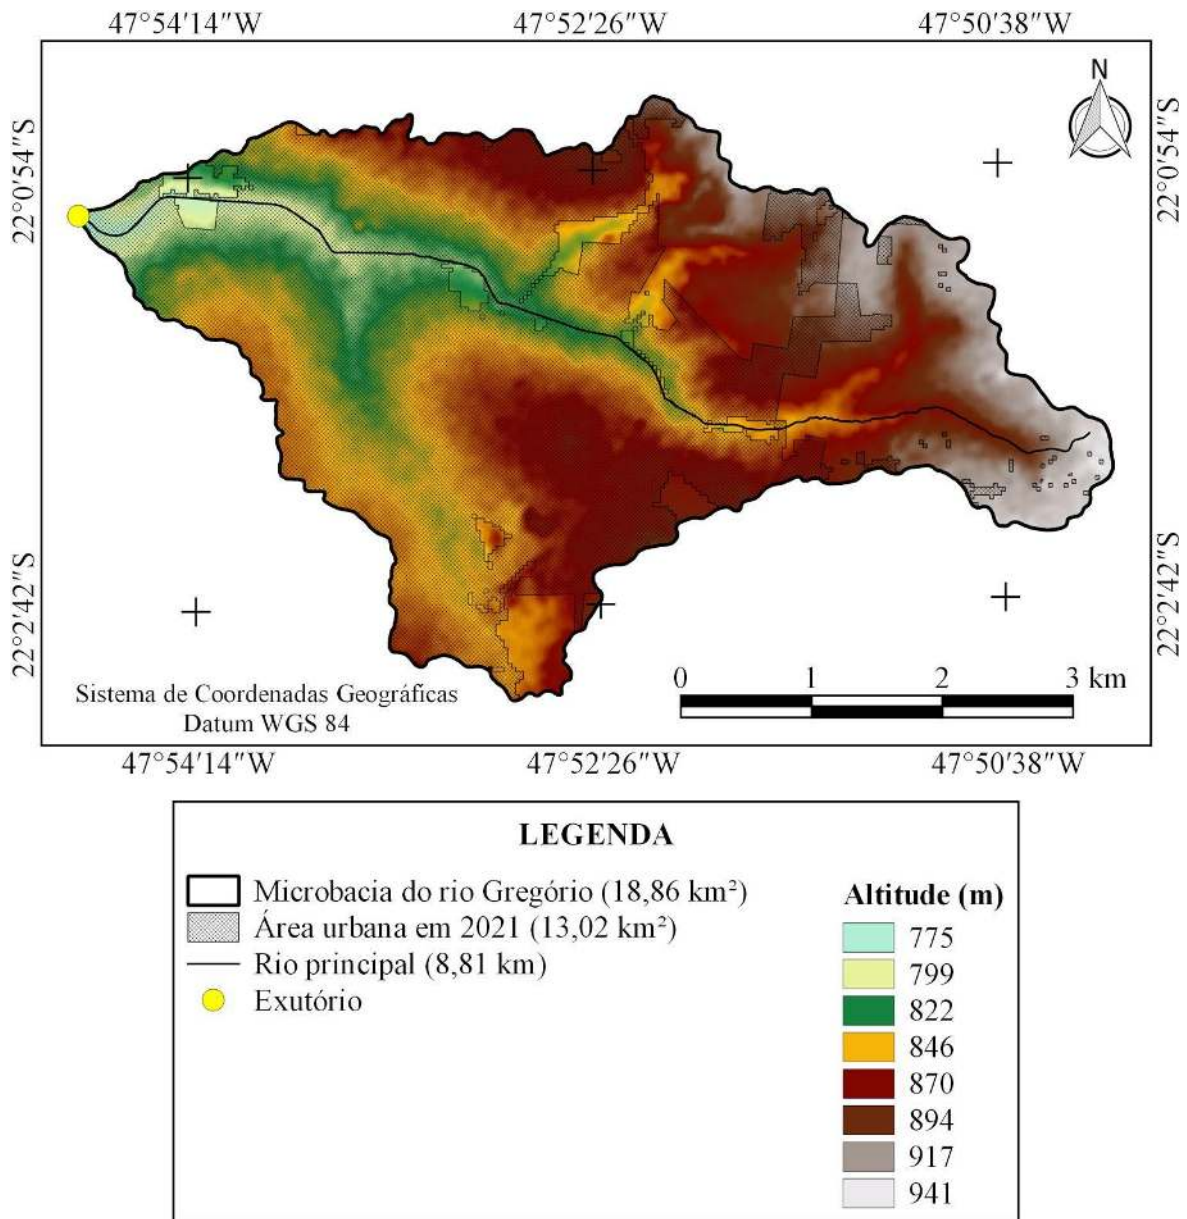 47°54′14″W 47°52′26″W 50°38″W
N
22°0′54″S
22°0′54″S
22°2′42″S
22°2′42″S
0 1 2 3 km
Sistema de Coordenadas Geográficas
Datum WGS 84
47°54′14″W 47°52′26″W 47°50′38″W
LEGENDA
Microbacia do rio Gregório (18,86 km²)
Área urbana em 2021 (13,02 km²)
Rio principal (8,81 km)
Exutório
Altitude (m)
775
799
822
846
870
894
917
941